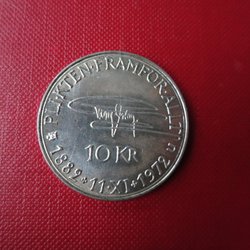 PLIKTEN·FRAMFÖR·ALLT
10 KR
1882·11·XI·1972
U